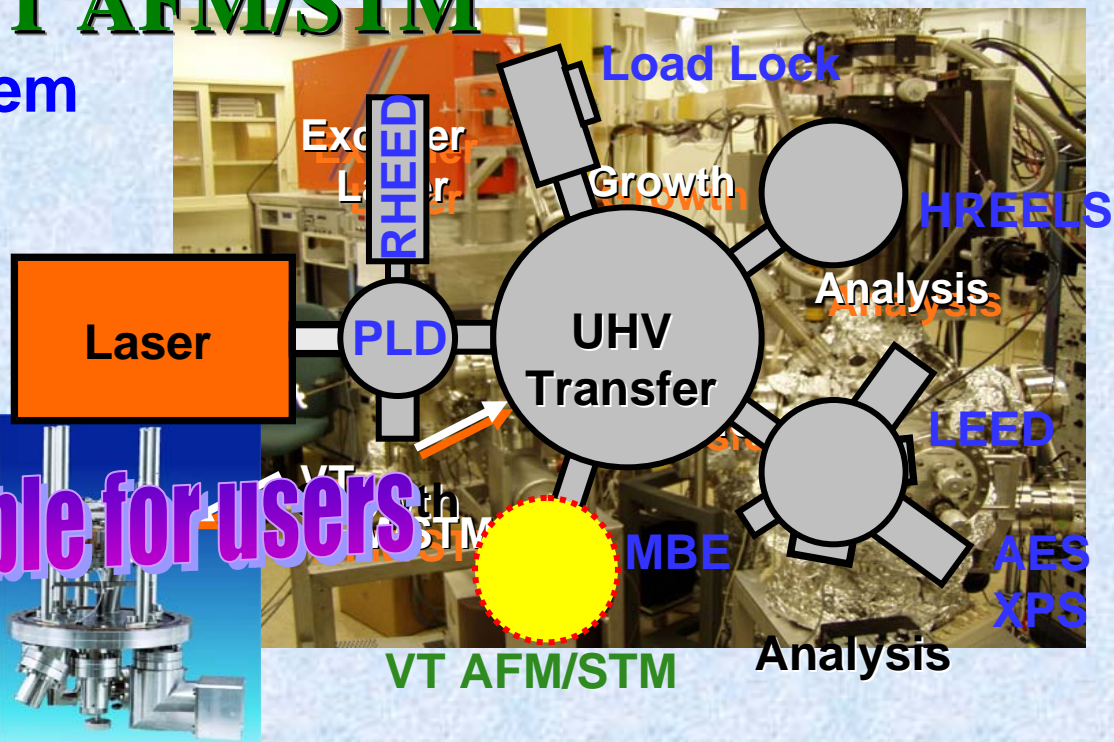 T AFM/STM
em
Load Lock
RHEED
Growth
HREELS
Analysis
Laser
PLD
UHV
Transfer
LEED
VT
ble for users
MBE
AES
XPS
VT AFM/STM
Analysis